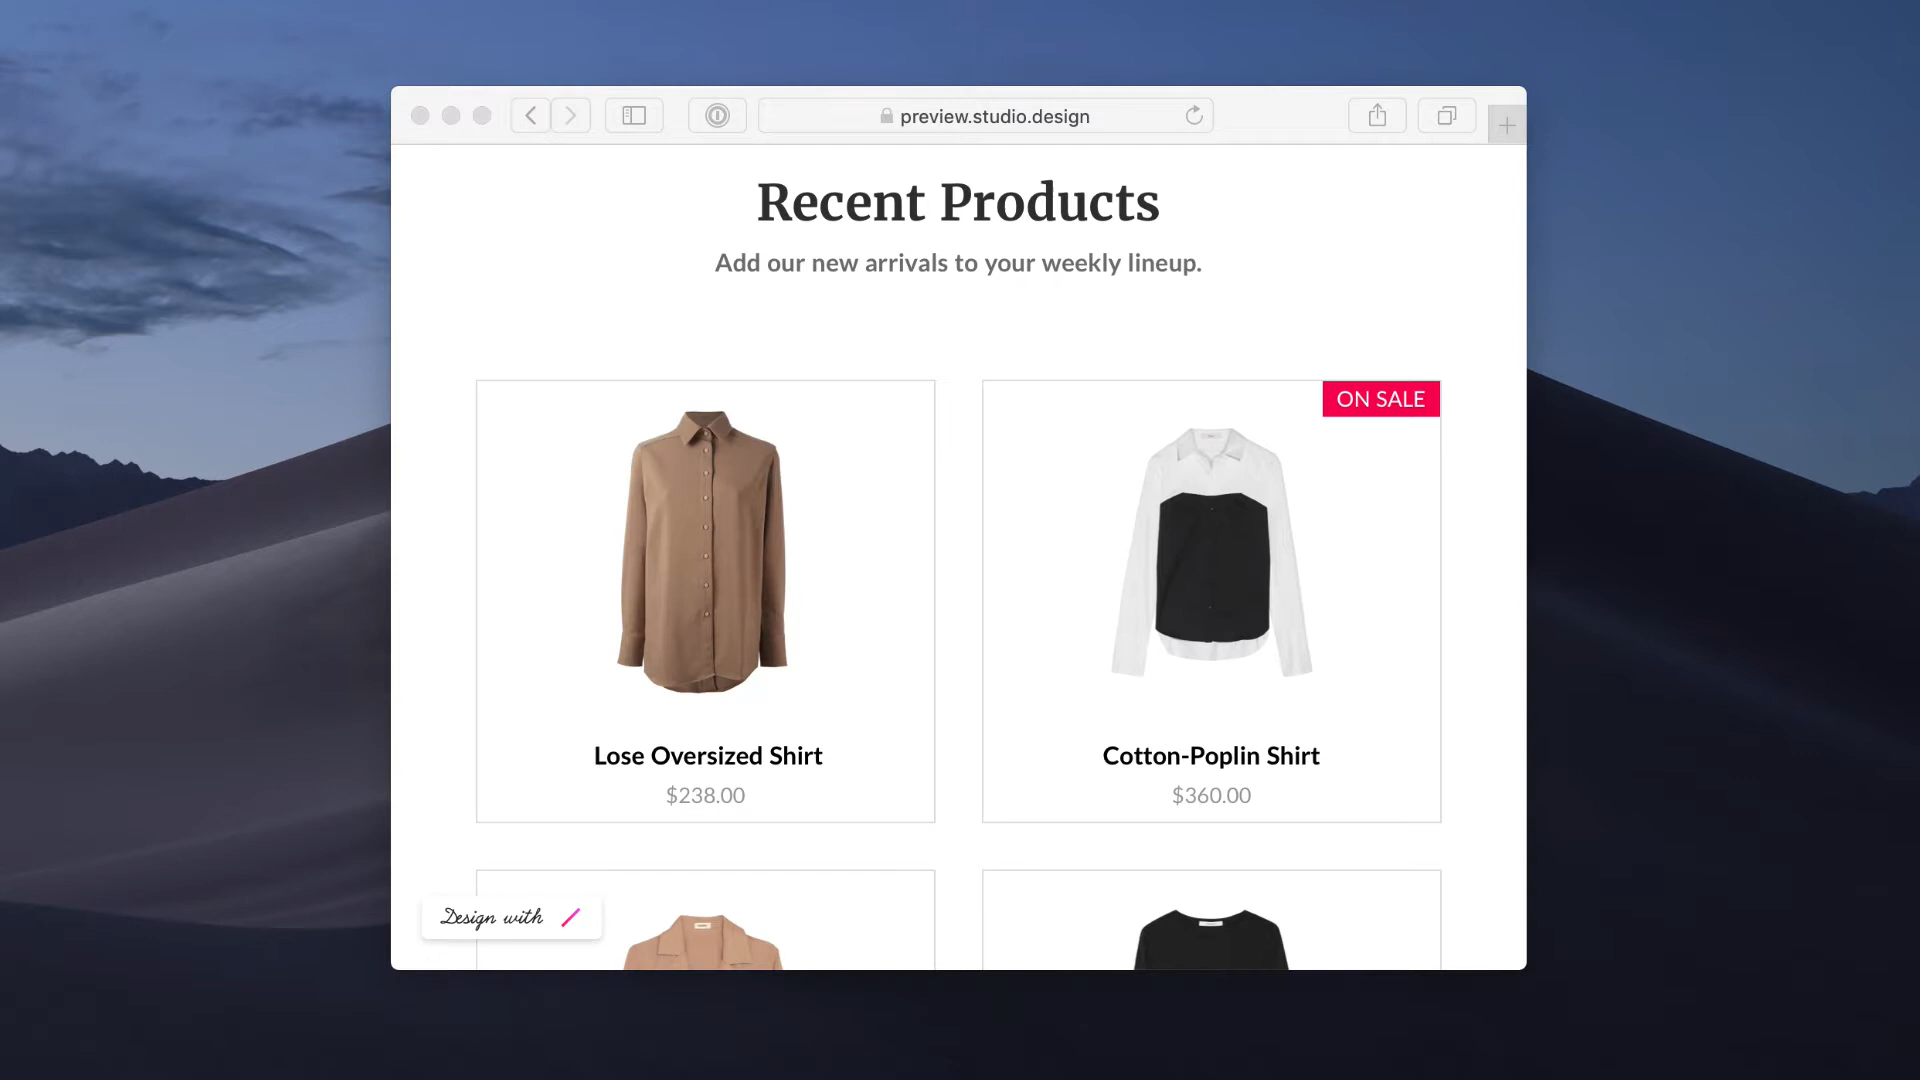 preview.studio.design
Recent Products
Add our new arrivals to your weekly lineup.
ON SALE
Lose Oversized Shirt
$238.00
Cotton-Poplin Shirt
$360.00
Design with